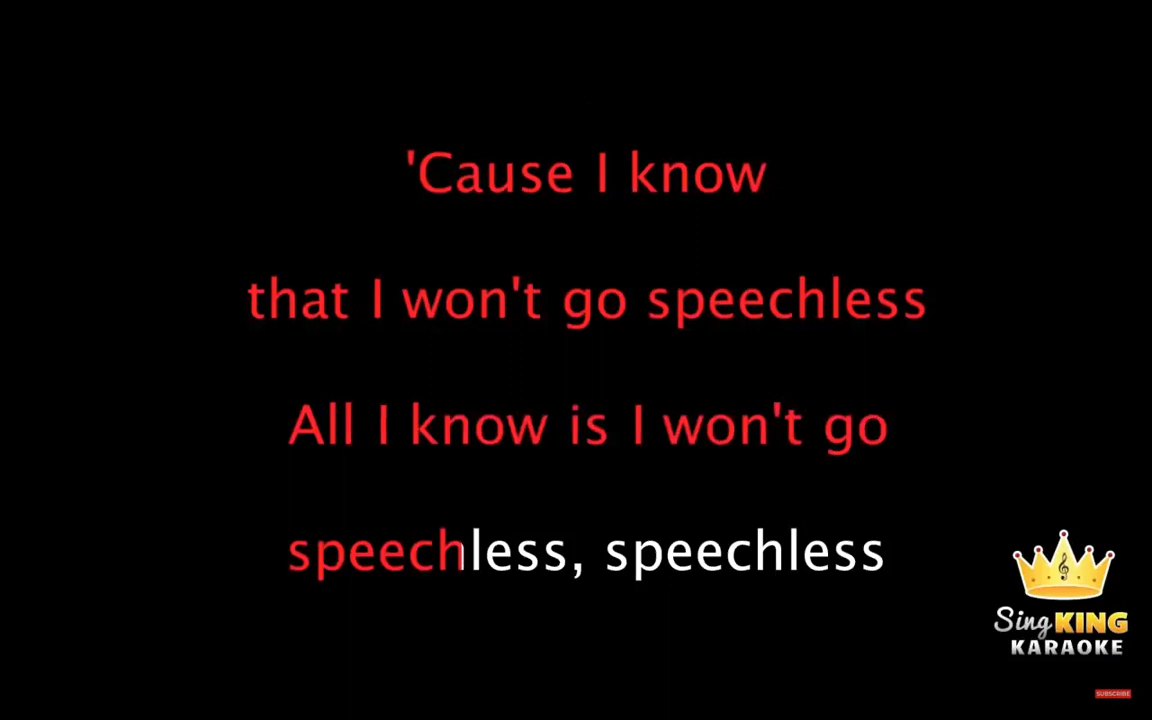 'Cause I know
that I won't go speechless
All I know is I won't go
speechless, speechless
Sing KING
KARAOKE
SUBSCRIBE